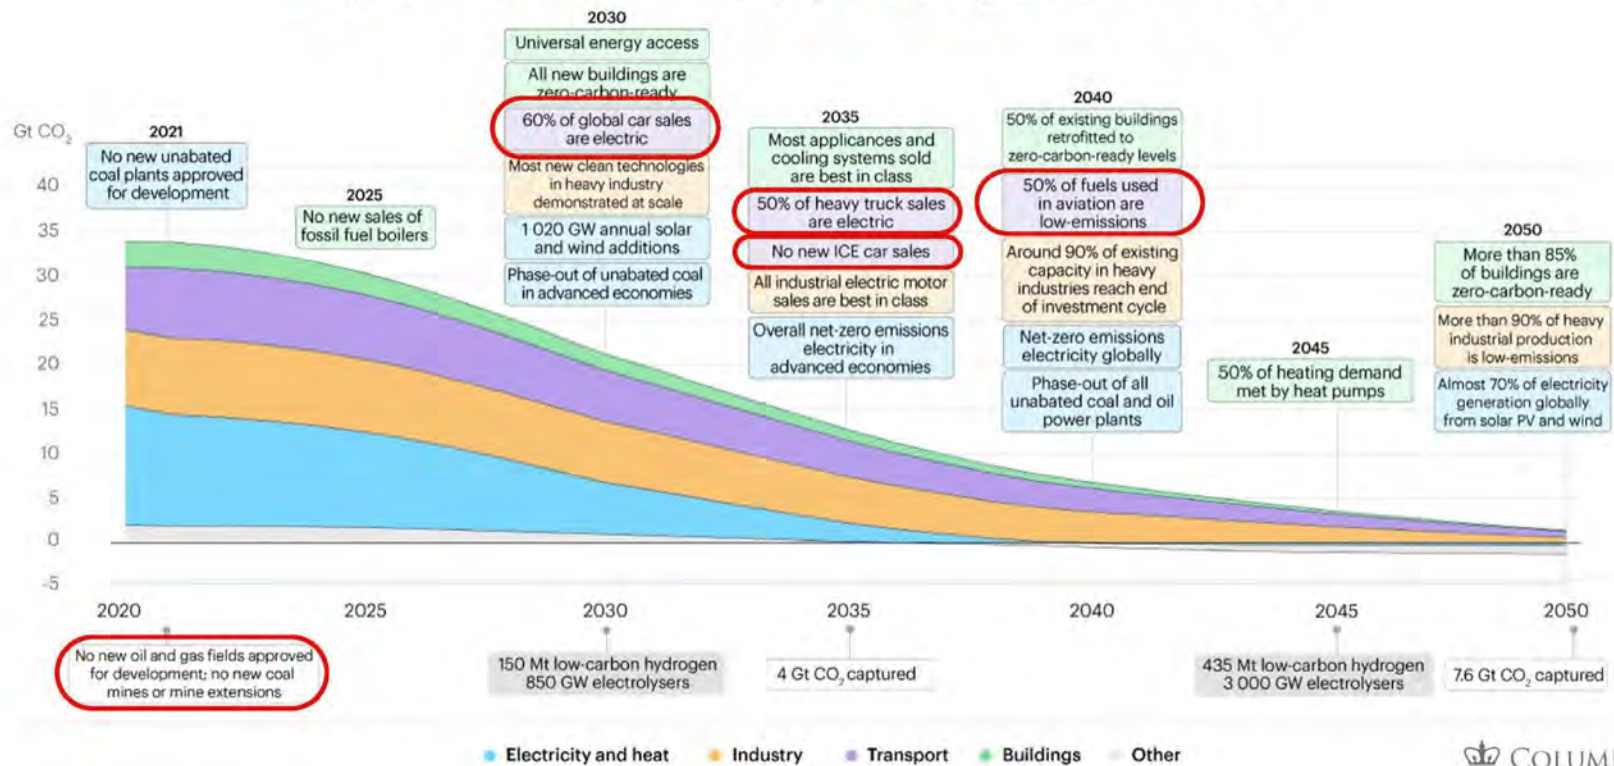 2030
Universal energy access
All new buildings are
zero-carbon-ready
60% of global car sales
are electric
Most new clean technologies
in heavy industry
demonstrated at scale
1 020 GW annual solar
and wind additions
Phase-out of unabated coal
in advanced economies
Gt CO₂
2021
No new unabated
coal plants approved
for development
2025
No new sales of
fossil fuel boilers
2035
Most applicances and
cooling systems sold
are best in class
50% of heavy truck sales
are electric
No new ICE car sales
All industrial electric motor
sales are best in class
Overall net-zero emissions
electricity in
advanced economies
2040
50% of existing buildings
retrofitted to
zero-carbon-ready levels
50% of fuels used
in aviation are
low-emissions
Around 90% of existing
capacity in heavy
industries reach end
of investment cycle
Net-zero emissions
electricity globally
Phase-out of all
unabated coal and oil
power plants
2045
50% of heating demand
met by heat pumps
2050
More than 85%
of buildings are
zero-carbon-ready
More than 90% of heavy
industrial production
is low-emissions
Almost 70% of electricity
generation globally
from solar PV and wind
40
35
30
25
20
15
10
5
0
-5
2020 2025 2030 2035 2040 2045 2050
No new oil and gas fields approved
for development; no new coal
mines or mine extensions
150 Mt low-carbon hydrogen
850 GW electrolysers
4 Gt CO₂ captured
435 Mt low-carbon hydrogen
3 000 GW electrolysers
7.6 Gt CO₂ captured
Electricity and heat Industry Transport Buildings Other